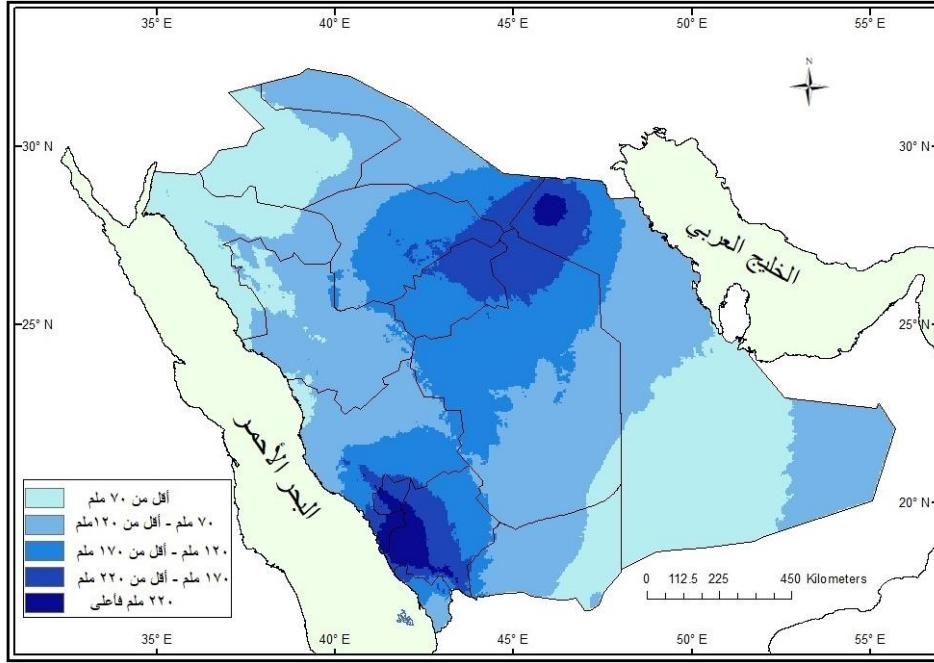 35° E 40° E 45° E 50° E 55° E
N
30° N 30° N
الخليج العربي
25° N 25° N
البحر الأحمر
20° N 20° N
أقل من ٧٠ ملم
٧٠ ملم - أقل من ١٢٠ملم
١٢٠ ملم - أقل من ١٧٠ ملم
١٧٠ ملم - أقل من ٢٢٠ ملم
٢٢٠ ملم فأعلى
0 112.5 225 450 Kilometers
35° E 40° E 45° E 50° E 55° E